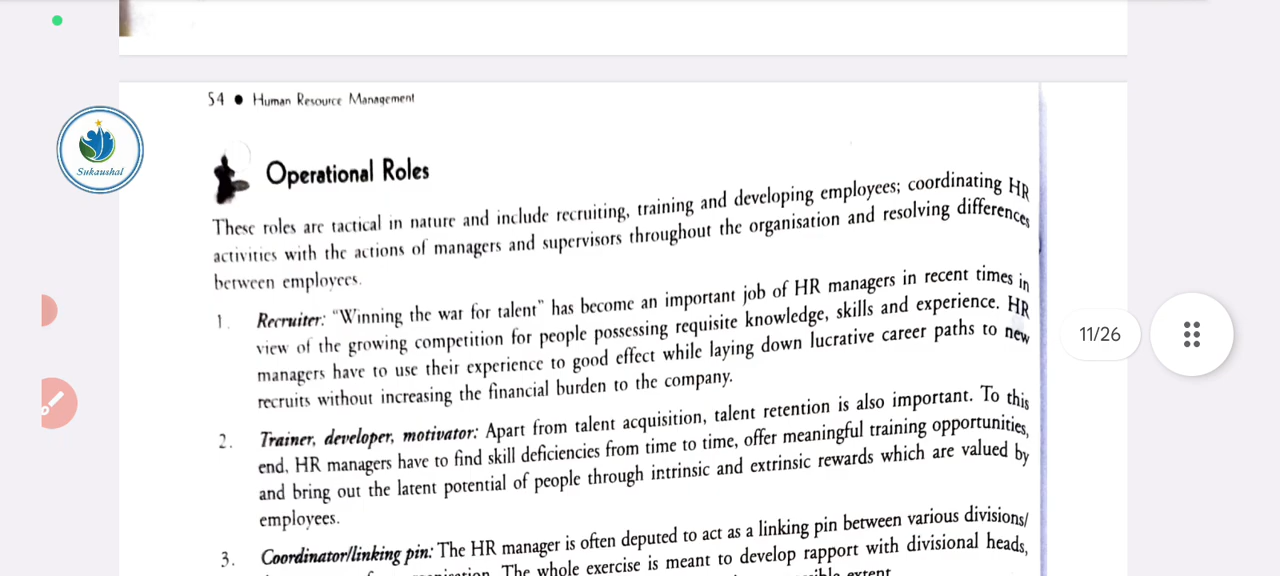 54 ● Human Resource Management
Sukaushal
Operational Roles
These roles are tactical in nature and include recruiting, training and developing employees; coordinating HR
activities with the actions of managers and supervisors throughout the organisation and resolving differences
between employees.
1. Recruiter: “Winning the war for talent” has become an important job of HR managers in recent times in
view of the growing competition for people possessing requisite knowledge, skills and experience. HR
managers have to use their experience to good effect while laying down lucrative career paths to new
recruits without increasing the financial burden to the company.
11/26
2. Trainer, developer, motivator: Apart from talent acquisition, talent retention is also important. To this
end, HR managers have to find skill deficiencies from time to time, offer meaningful training opportunities,
and bring out the latent potential of people through intrinsic and extrinsic rewards which are valued by
employees.
3. Coordinator/linking pin: The HR manager is often deputed to act as a linking pin between various divisions/
The whole exercise is meant to develop rapport with divisional heads,
extent